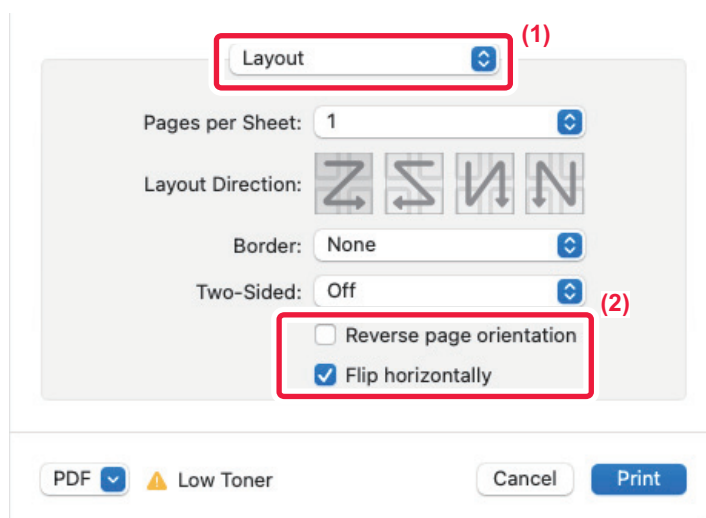 (1)
Layout
Pages per Sheet: 1
Layout Direction:
Border: None
Two-Sided: Off
(2)
Reverse page orientation
Flip horizontally
PDF Low Toner Cancel Print